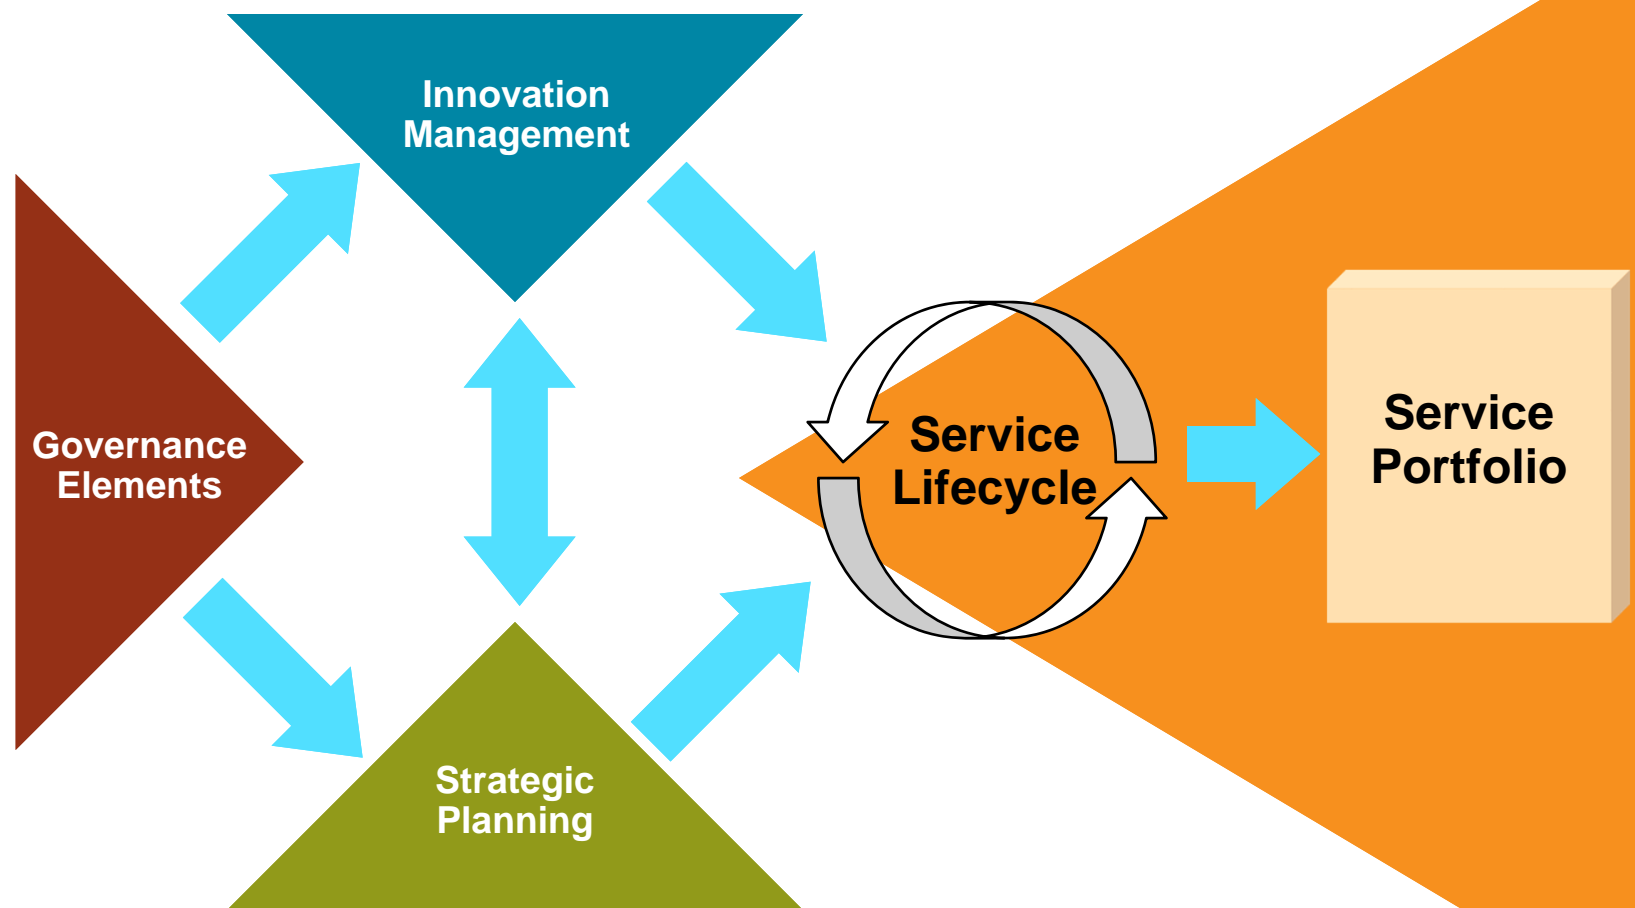 Innovation
Management
Governance
Elements
Service
Lifecycle
Service
Portfolio
Strategic
Planning